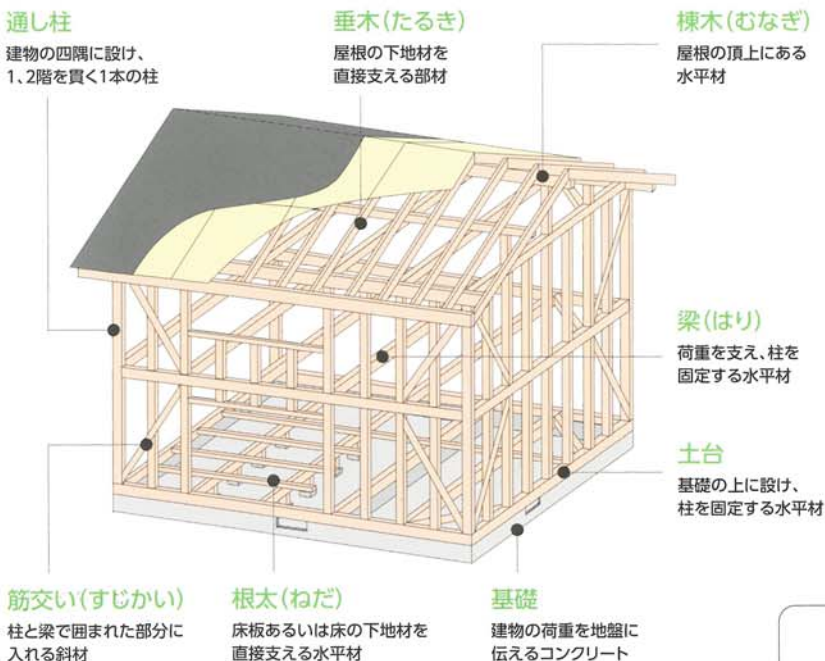 通し柱
建物の四隅に設け、
1、2階を貫く1本の柱
垂木(たるき)
屋根の下地材を
直接支える部材
棟木(むなぎ)
屋根の頂上にある
水平材
梁(はり)
荷重を支え、柱を
固定する水平材
土台
基礎の上に設け、
柱を固定する水平材
筋交い(すじかい)
柱と梁で囲まれた部分に
入れる斜材
根太(ねだ)
床板あるいは床の下地材を
直接支える水平材
基礎
建物の荷重を地盤に
伝えるコンクリート